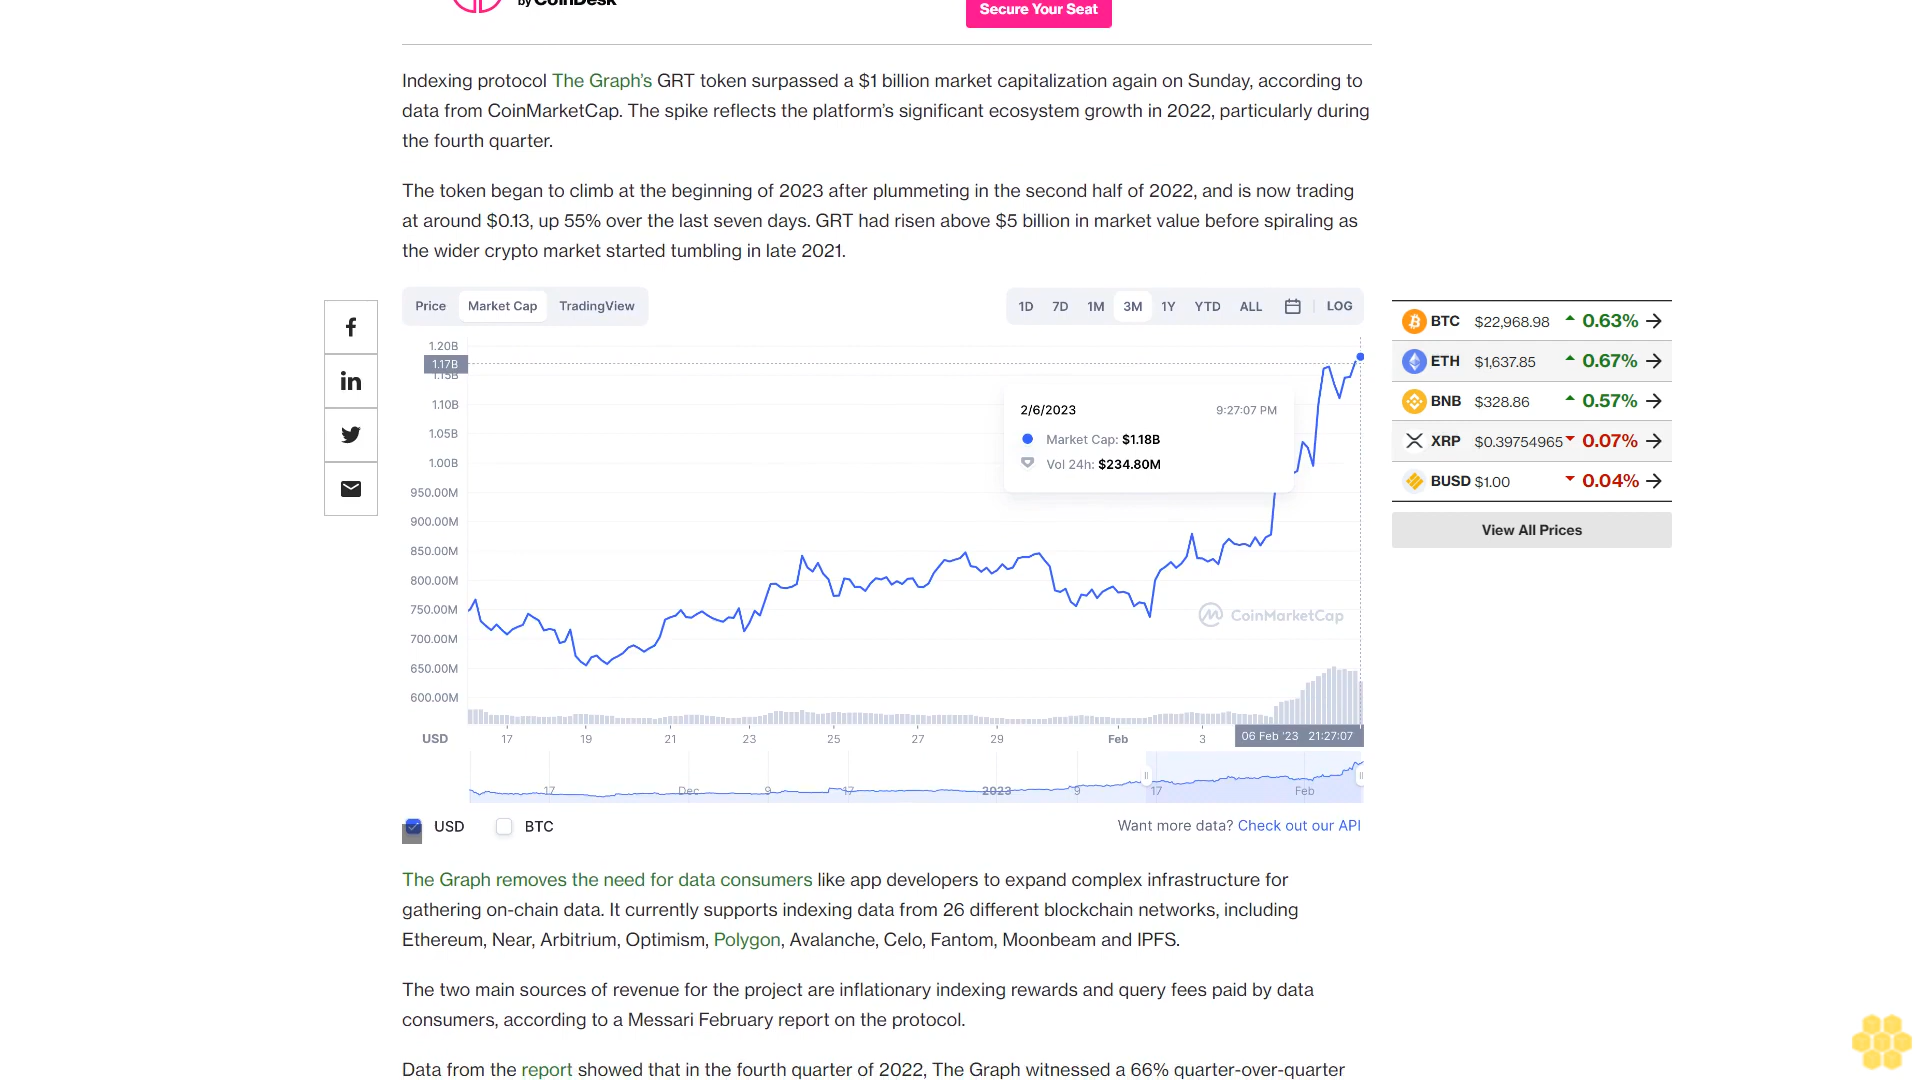 by CoinDesk
Secure Your Seat
Indexing protocol The Graph's GRT token surpassed a $1 billion market capitalization again on Sunday, according to
data from CoinMarketCap. The spike reflects the platform's significant ecosystem growth in 2022, particularly during
the fourth quarter.
The token began to climb at the beginning of 2023 after plummeting in the second half of 2022, and is now trading
at around $0.13, up 55% over the last seven days. GRT had risen above $5 billion in market value before spiraling as
the wider crypto market started tumbling in late 2021.
Price Market Cap TradingView
1D 7D 1M 3M 1Y YTD ALL LOG
1.20B
1.17B
1.15B
1.10B
1.05B
1.00B
950.00M
900.00M
850.00M
800.00M
750.00M
700.00M
650.00M
600.00M
2/6/2023 9:27:07 PM
Market Cap: $1.18B
Vol 24h: $234.80M
CoinMarketCap
USD 17 19 21 23 25 27 29 Feb 3 06 Feb '23 21:27:07
17 Dec 9 17 2023 9 17 Feb
USD BTC
Want more data? Check out our API
BTC $22,968.98 0.63%
ETH $1,637.85 0.67%
BNB $328.86 0.57%
XRP $0.39754965 0.07%
BUSD $1.00 0.04%
View All Prices
The Graph removes the need for data consumers like app developers to expand complex infrastructure for
gathering on-chain data. It currently supports indexing data from 26 different blockchain networks, including
Ethereum, Near, Arbitrium, Optimism, Polygon, Avalanche, Celo, Fantom, Moonbeam and IPFS.
The two main sources of revenue for the project are inflationary indexing rewards and query fees paid by data
consumers, according to a Messari February report on the protocol.
Data from the report showed that in the fourth quarter of 2022, The Graph witnessed a 66% quarter-over-quarter